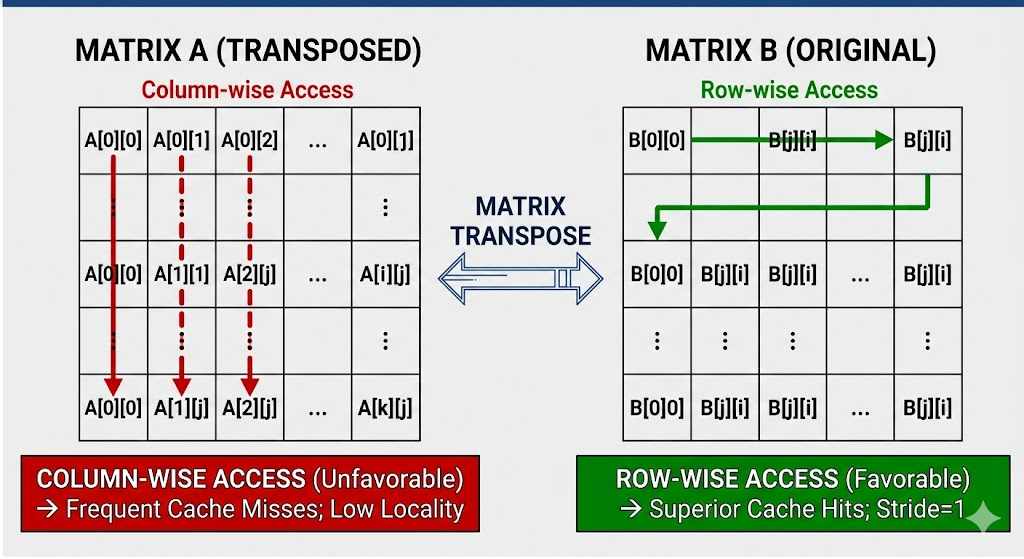 MATRIX A (TRANSPOSED)
Column-wise Access
A[0][0] A[0][1] A[0][2] ... A[0][1]
⋮ ⋮ ⋮ ⋮
A[0][0] A[1][1] A[2][j] ... A[i][j]
⋮ ⋮ ⋮ ⋮
A[0][0] A[1][j] A[2][j] ... A[k][j]
COLUMN-WISE ACCESS (Unfavorable)
→ Frequent Cache Misses; Low Locality
MATRIX
TRANSPOSE
MATRIX B (ORIGINAL)
Row-wise Access
B[0][0] B[j][i] B[j][i]
B[0]0] B[j][i] B[j][i] ... B[j][i]
⋮ ⋮ ⋮ ⋮
B[0]0] B[j][i] B[j][i] ... B[j][i]
ROW-WISE ACCESS (Favorable)
→ Superior Cache Hits; Stride=1